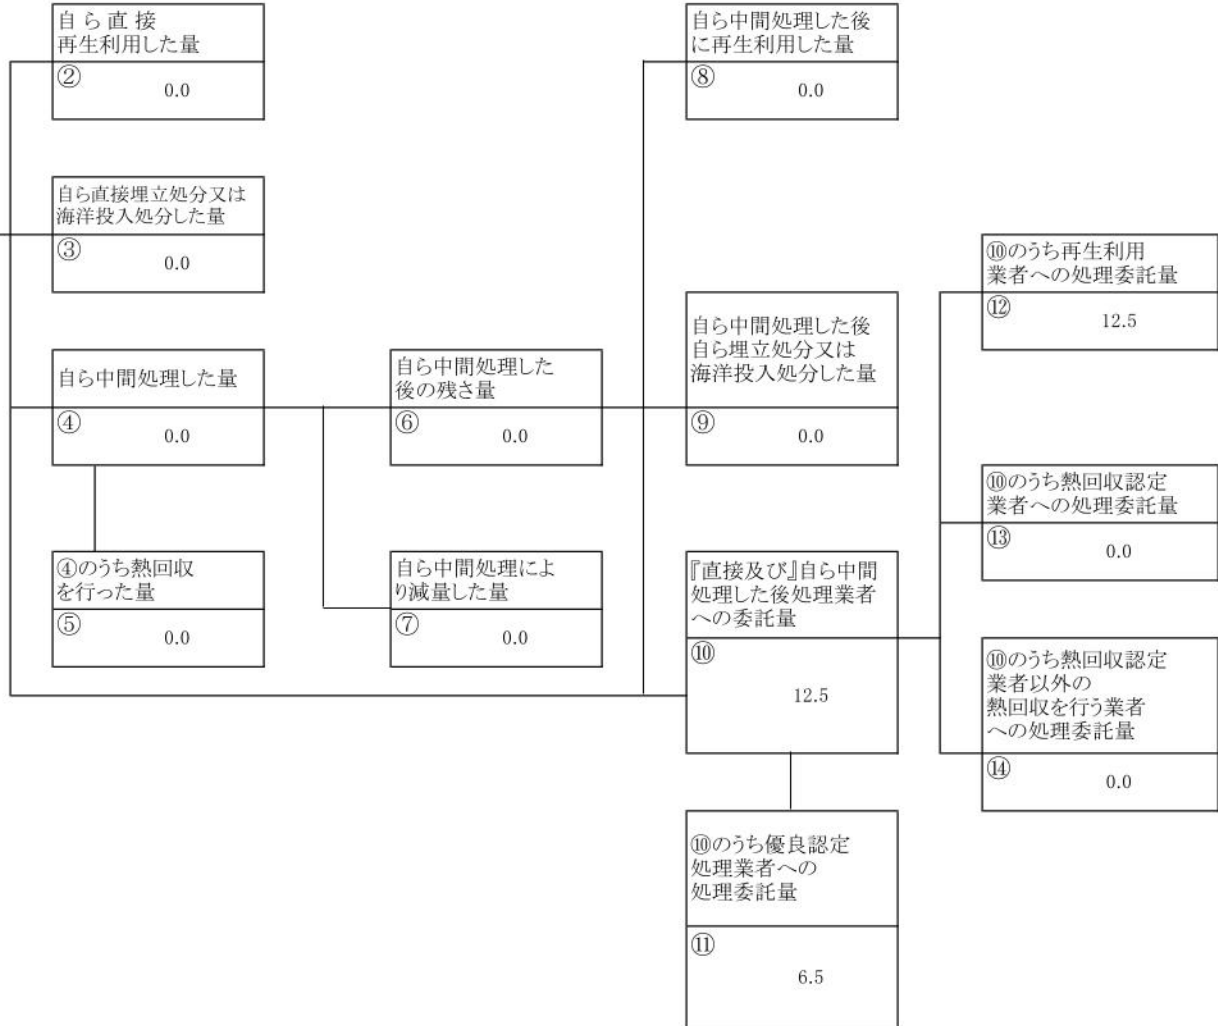 自ら直接
再生利用した量
②
0.0
自ら直接埋立処分又は
海洋投入処分した量
③
0.0
自ら中間処理した量
④
0.0
④のうち熱回収
を行った量
⑤
0.0
自ら中間処理した
後の残さ量
⑥
0.0
自ら中間処理によ
り減量した量
⑦
0.0
自ら中間処理した後
に再生利用した量
⑧
0.0
自ら中間処理した後
自ら埋立処分又は
海洋投入処分した量
⑨
0.0
『直接及び』自ら中間
処理した後処理業者
への委託量
⑩
12.5
⑩のうち優良認定
処理業者への
処理委託量
⑪
6.5
⑩のうち再生利用
業者への処理委託量
⑫
12.5
⑩のうち熱回収認定
業者への処理委託量
⑬
0.0
⑩のうち熱回収認定
業者以外の
熱回収を行う業者
への処理委託量
⑭
0.0